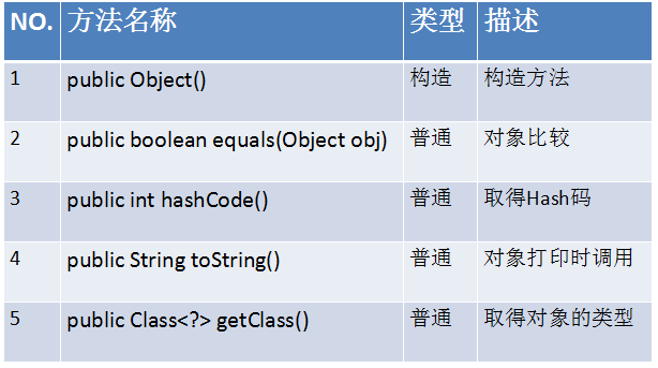 NO. 方法名称 类型 描述
1 public Object() 构造 构造方法
2 public boolean equals(Object obj) 普通 对象比较
3 public int hashCode() 普通 取得Hash码
4 public String toString() 普通 对象打印时调用
5 public Class<?> getClass() 普通 取得对象的类型